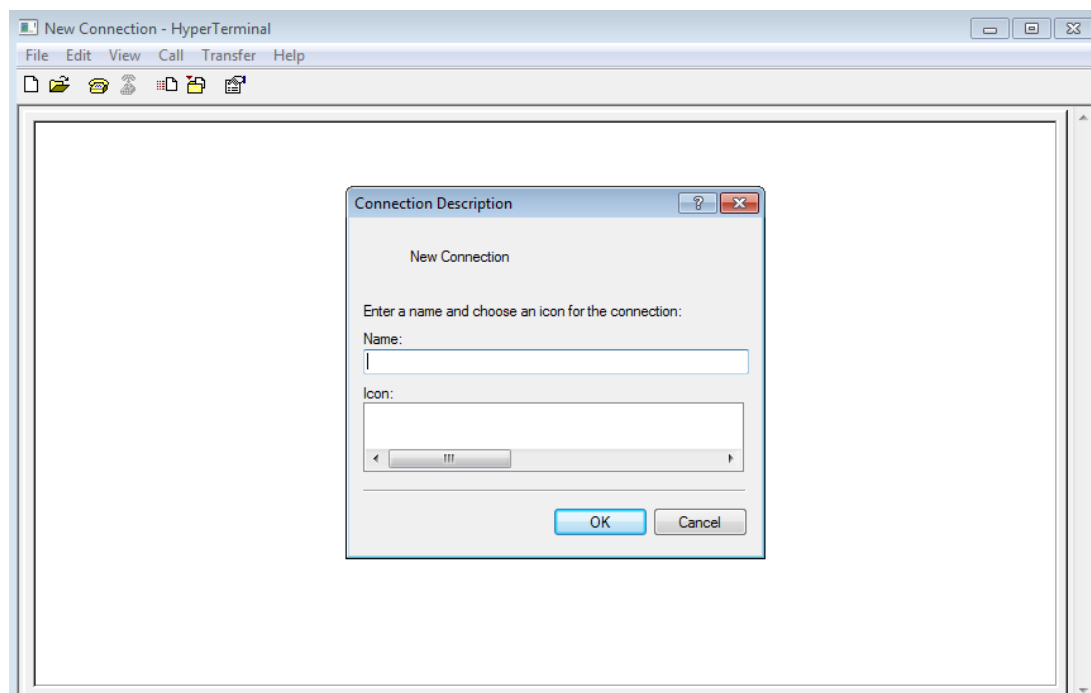 New Connection - HyperTerminal
File Edit View Call Transfer Help
Connection Description
New Connection
Enter a name and choose an icon for the connection:
Name:
Icon:
OK Cancel